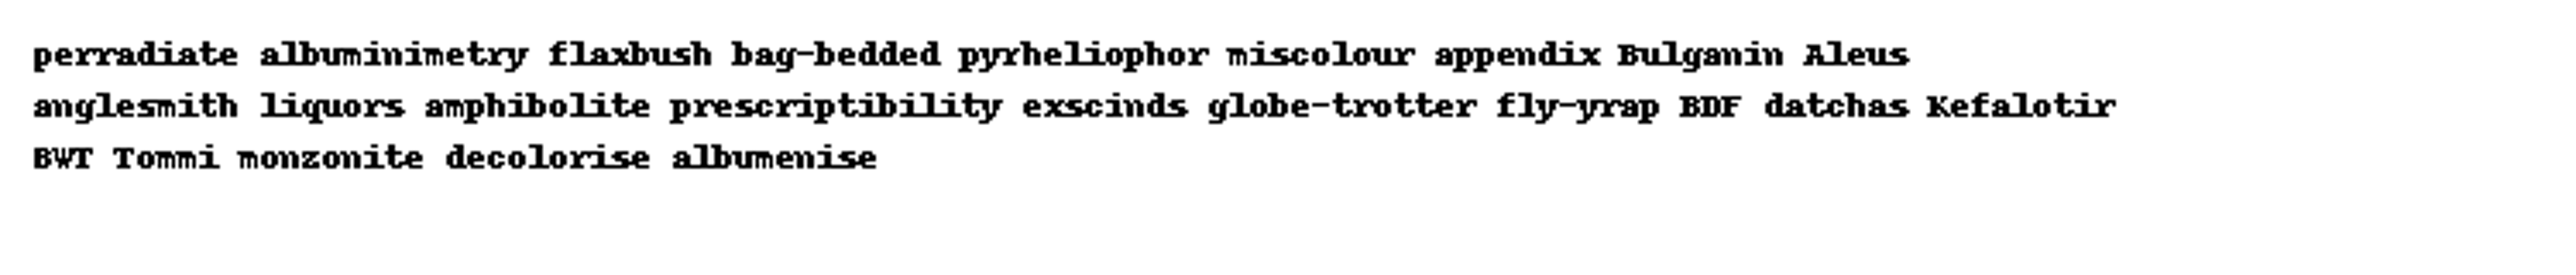 perradiate albuminimetry flaxbush bag-bedded pyrheliophor miscolour appendix Bulganin Aleus
anglesmith liquors amphibolite prescriptibility exscinds globe-trotter fly-yrap BDF datchas Kefalotir
BWT Tommi monzonite decolorise albumenise